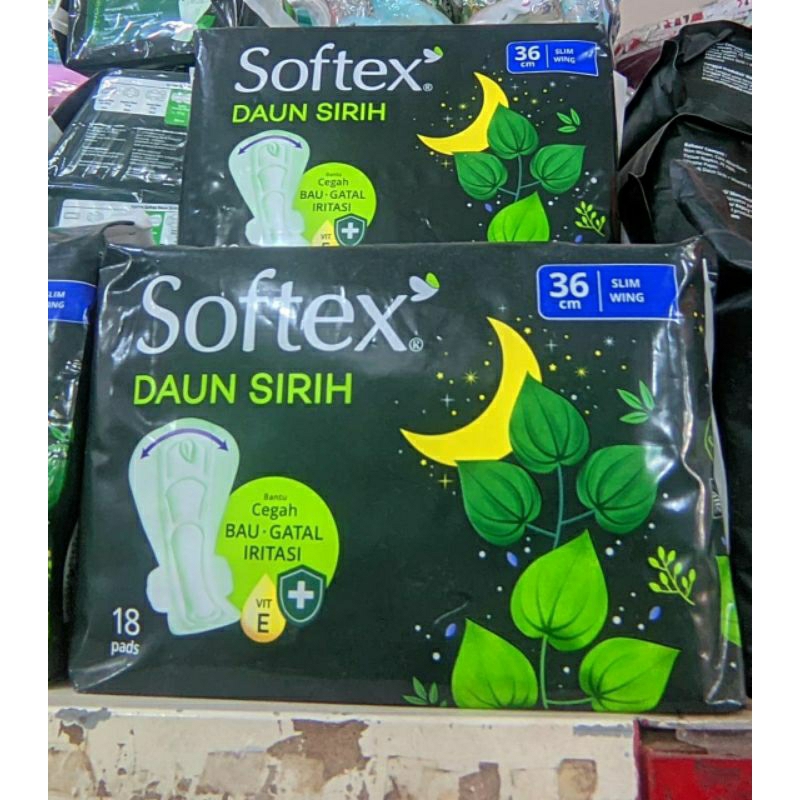 Softex®
DAUN SIRIH
36
cm
SLIM
WING
Bantu
Cegah
BAU · GATAL
IRITASI
VIT
Softex®
DAUN SIRIH
36
cm
SLIM
WING
Bantu
Cegah
BAU · GATAL
IRITASI
VIT
E
18
pads